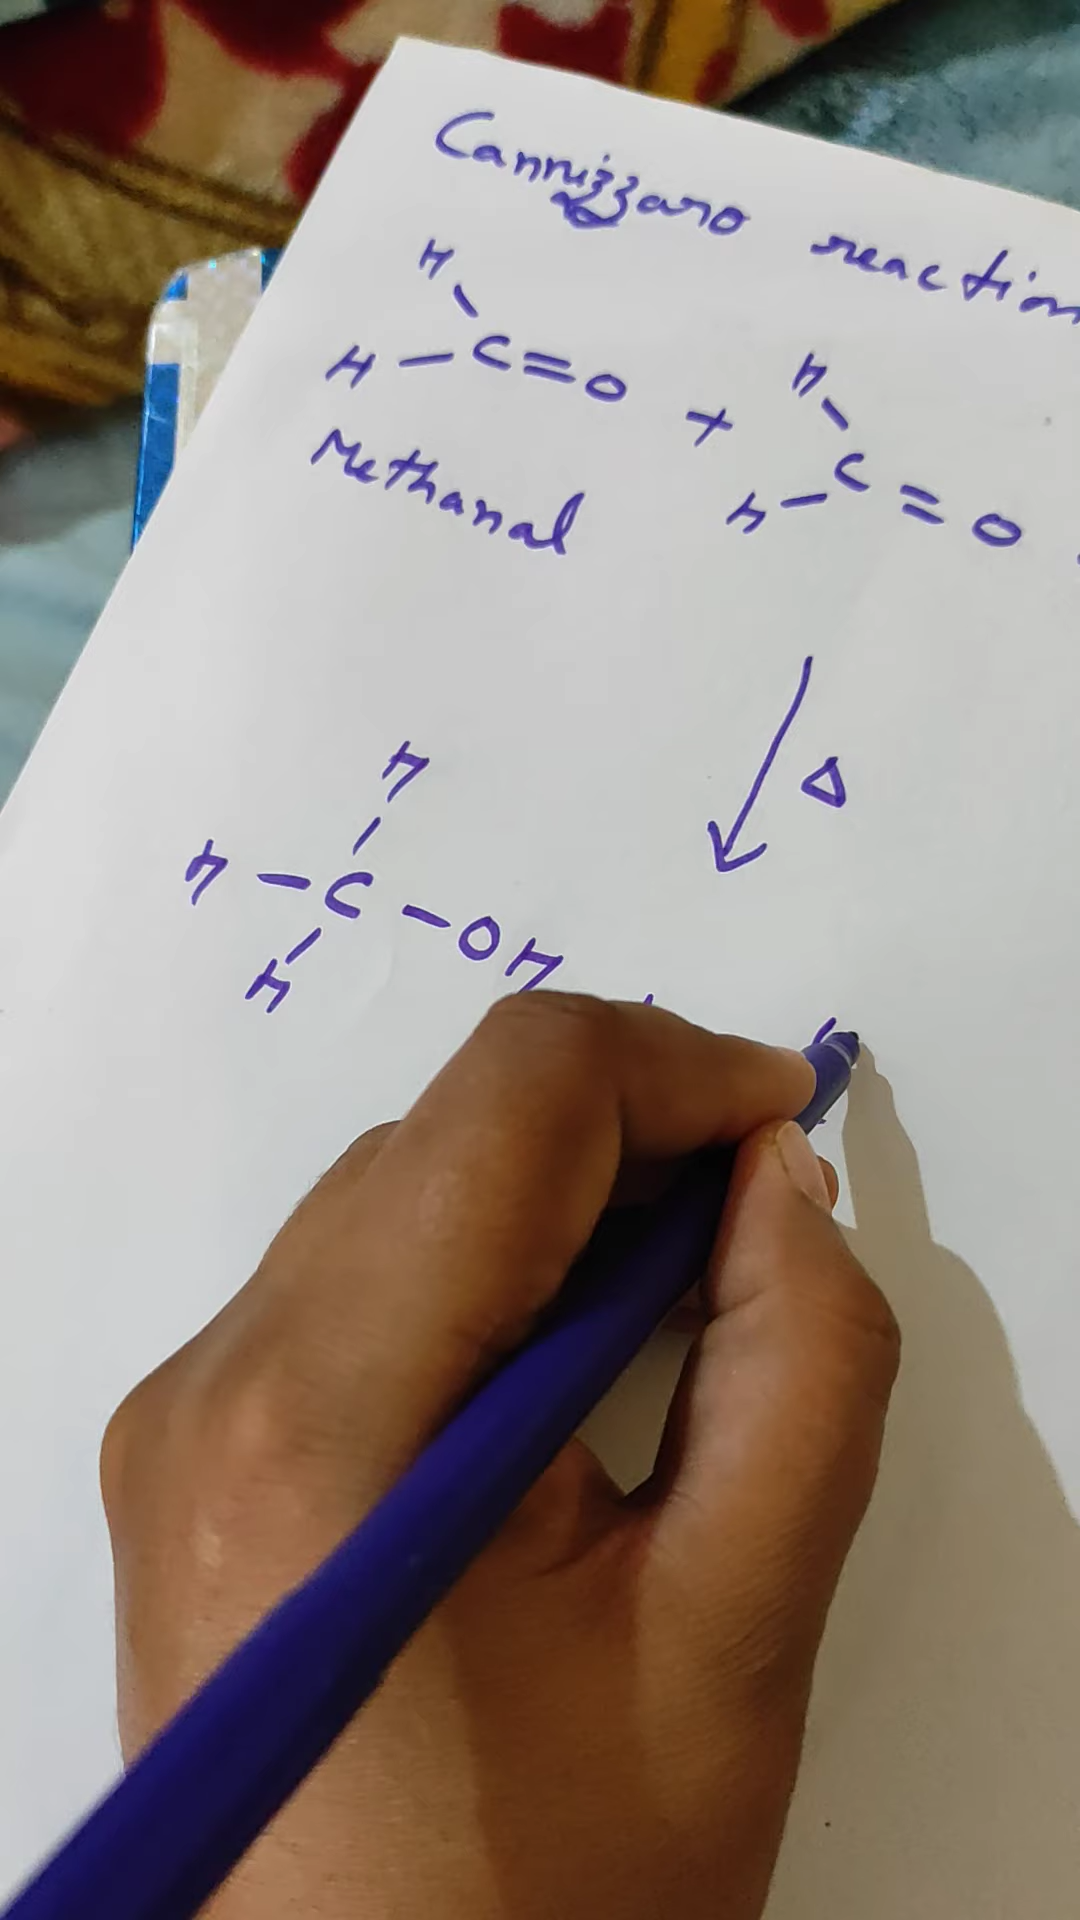 Cannizzaro reaction
H
H - C = O + H
H - C = O
Methanal
Δ
H
H - C - OH
H